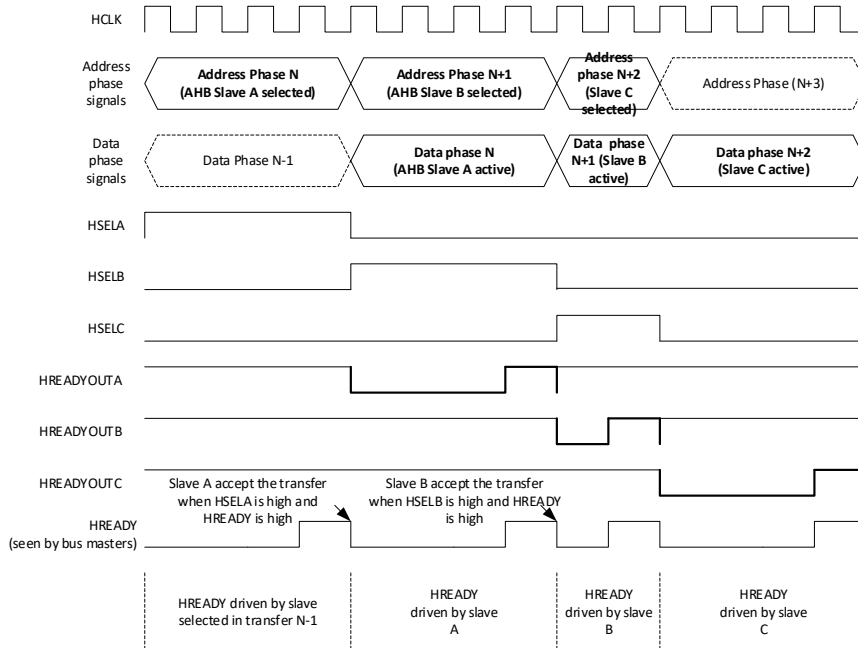 HCLK
Address
phase
signals
Address Phase N
(AHB Slave A selected)
Address Phase N+1
(AHB Slave B selected)
Address
phase N+2
(Slave C
selected)
Address Phase (N+3)
Data
phase
signals
Data Phase N-1
Data phase N
(AHB Slave A active)
Data phase
N+1 (Slave B
active)
Data phase N+2
(Slave C active)
HSELA
HSELB
HSELC
HREADYOUTA
HREADYOUTB
HREADYOUTC
Slave A accept the transfer
when HSELA is high and
HREADY is high
Slave B accept the transfer
when HSELB is high and HREADY
is high
HREADY
(seen by bus masters)
HREADY driven by slave
selected in transfer N-1
HREADY
driven by slave
A
HREADY
driven by slave
B
HREADY
driven by slave
C